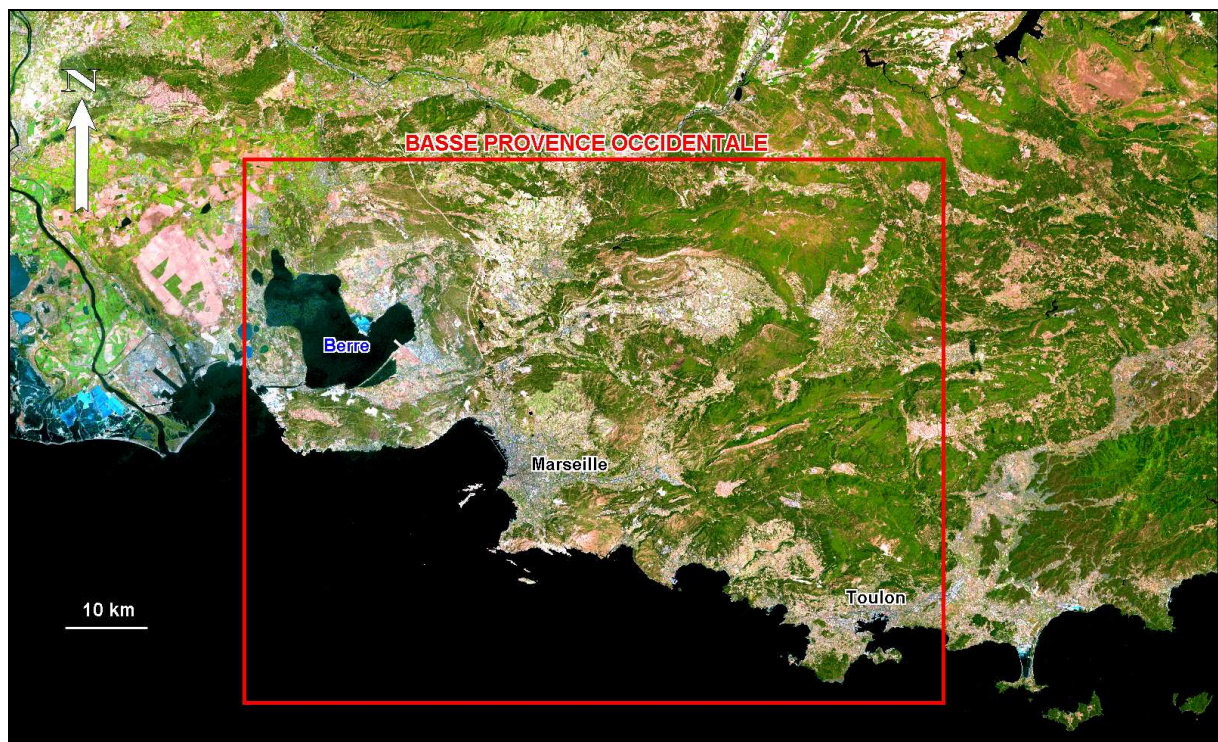 N
BASSE PROVENCE OCCIDENTALE
Berre
Marseille
Toulon
10 km